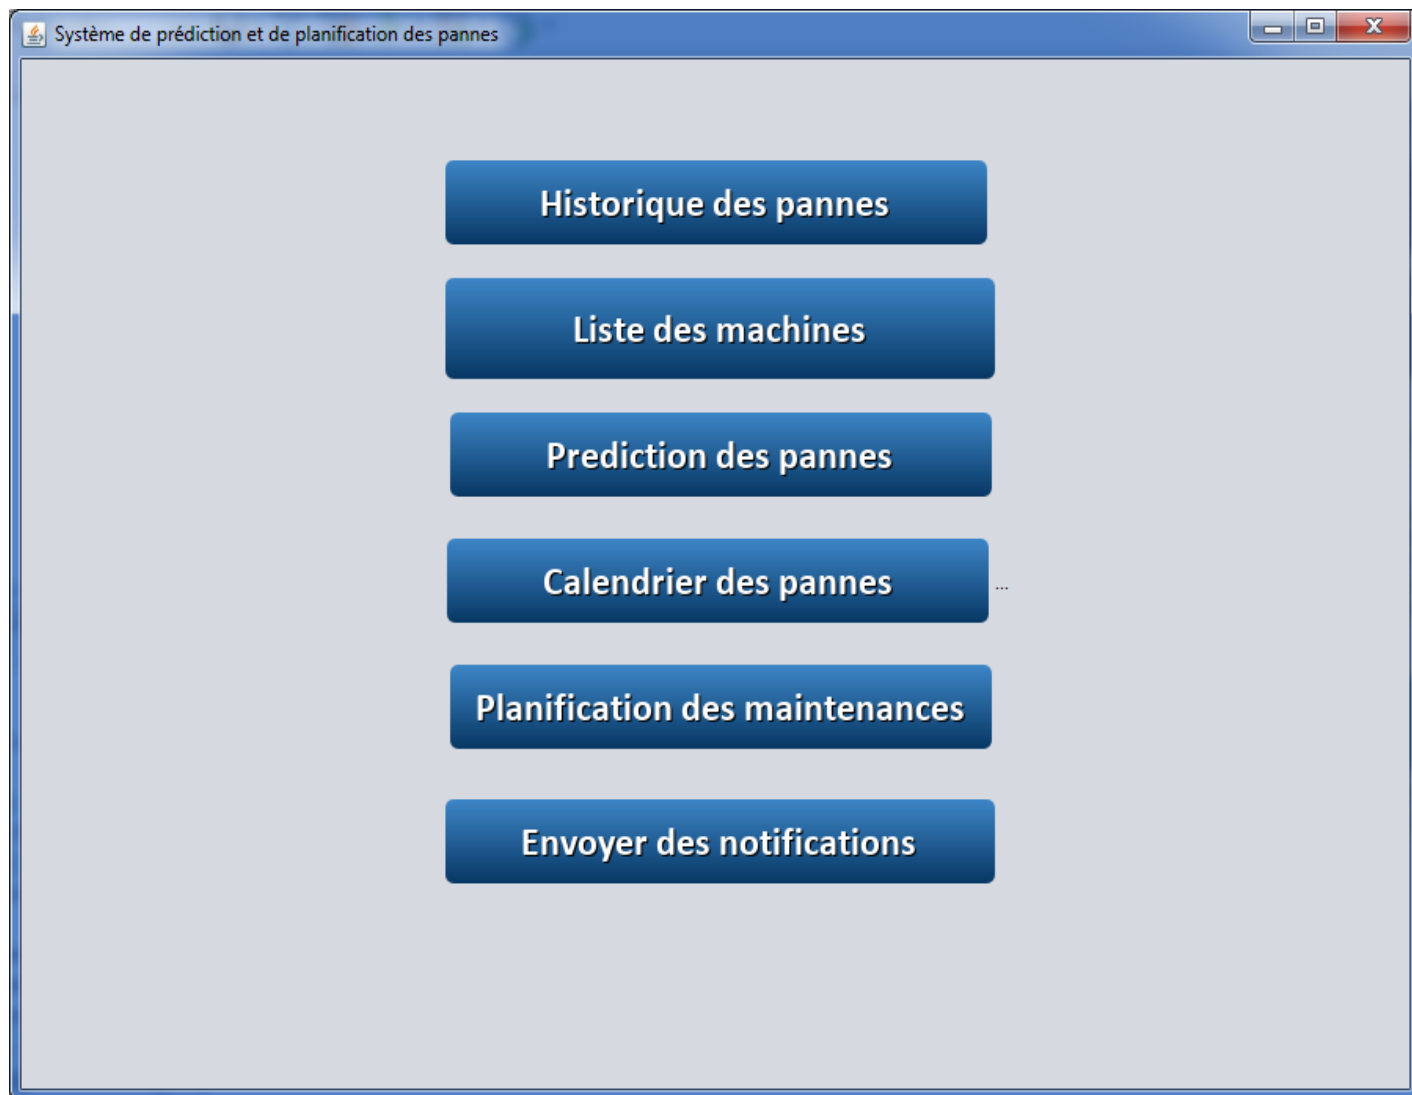 Système de prédiction et de planification des pannes
Historique des pannes
Liste des machines
Prediction des pannes
Calendrier des pannes
...
Planification des maintenances
Envoyer des notifications